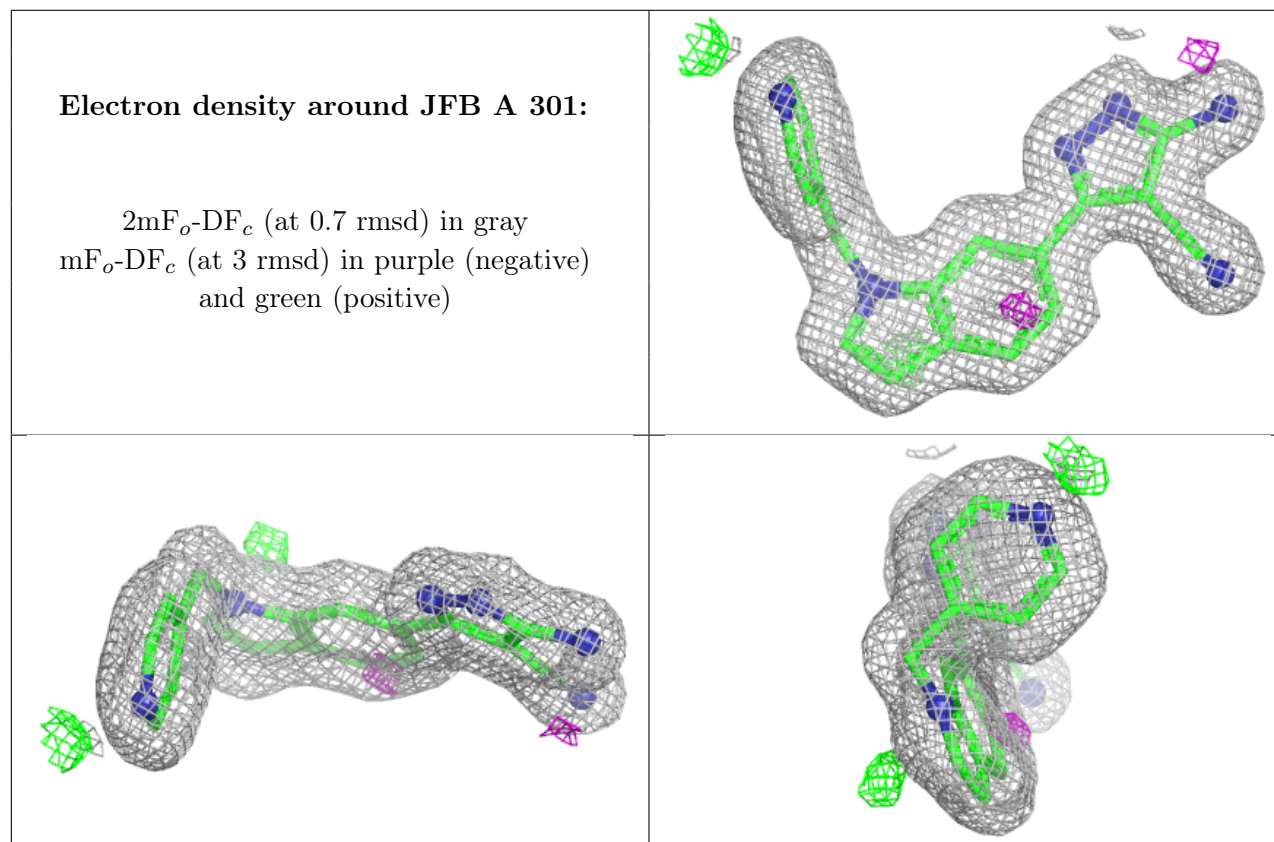 Electron density around JFB A 301:
2mFo-DFc (at 0.7 rmsd) in gray
mFo-DFc (at 3 rmsd) in purple (negative)
and green (positive)